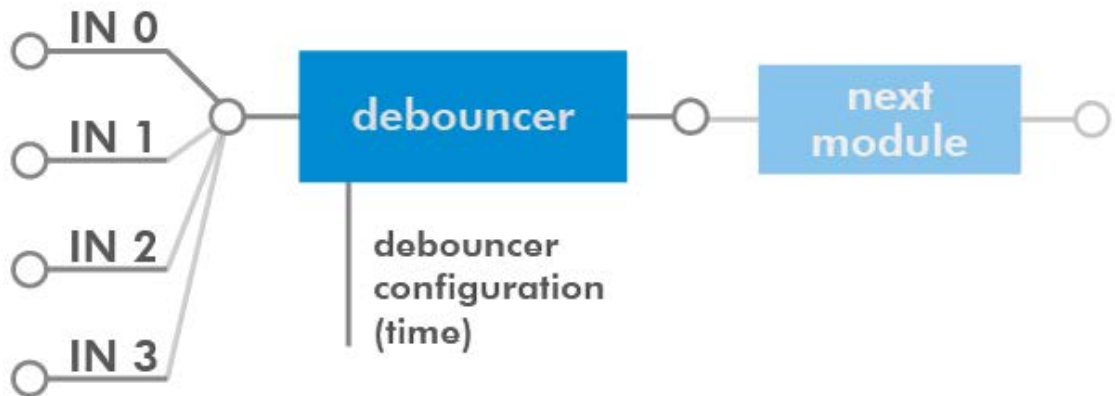 IN 0
IN 1
IN 2
IN 3
debouncer
debouncer
configuration
(time)
next
module